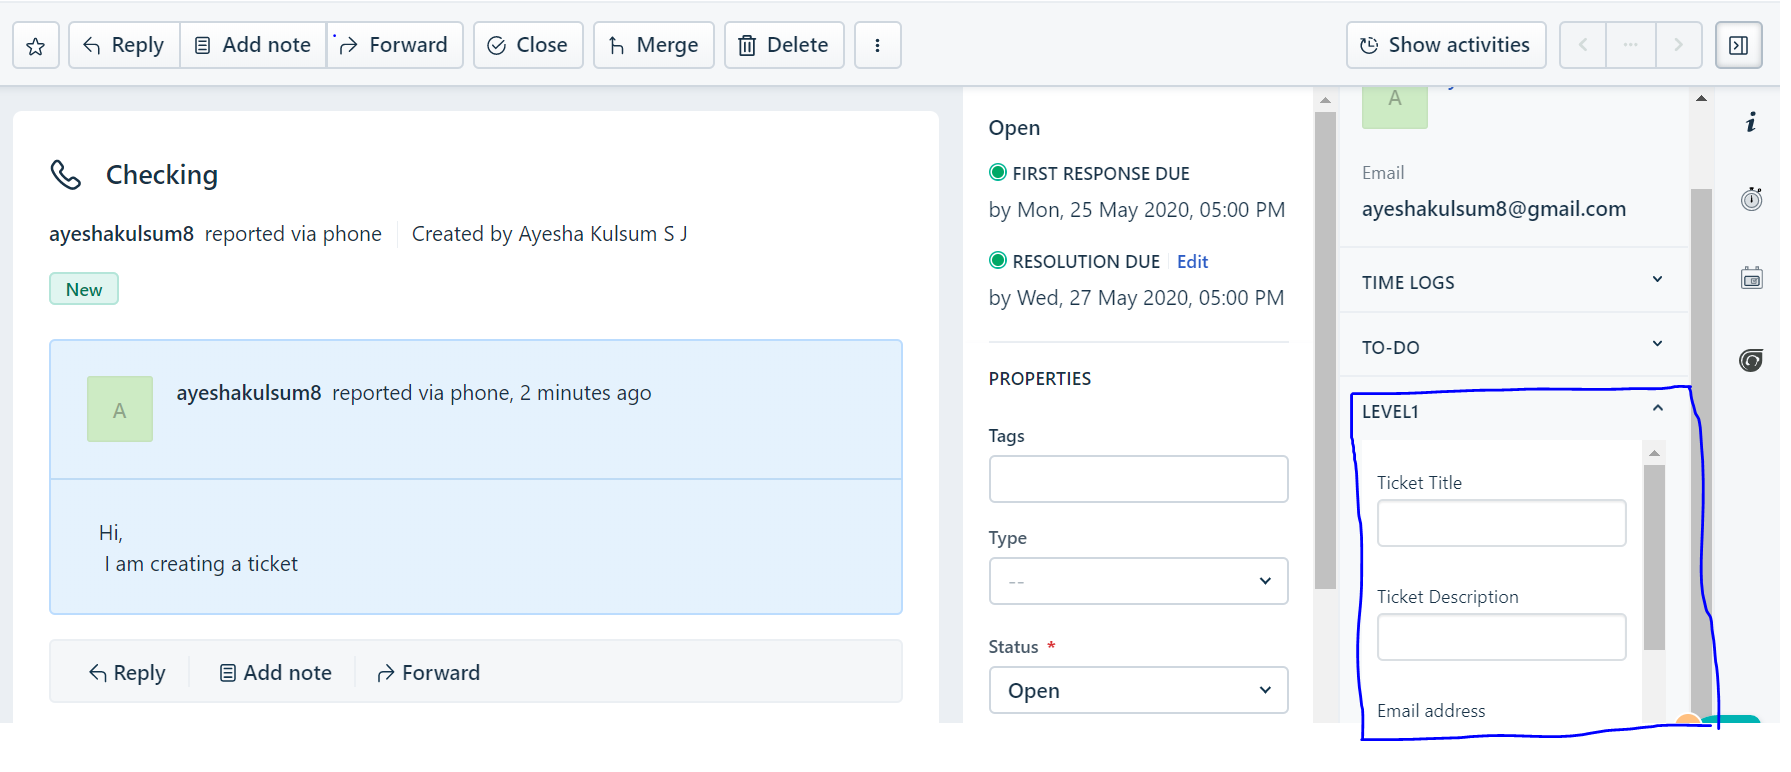 Reply
Add note
Forward
Close
Merge
Delete
Show activities
Checking
ayeshakulsum8 reported via phone
Created by Ayesha Kulsum S J
New
A
ayeshakulsum8 reported via phone, 2 minutes ago
Hi,
I am creating a ticket
Reply
Add note
Forward
Open
FIRST RESPONSE DUE
by Mon, 25 May 2020, 05:00 PM
RESOLUTION DUE
Edit
by Wed, 27 May 2020, 05:00 PM
PROPERTIES
Tags
Type
--
Status *
Open
A
Email
ayeshakulsum8@gmail.com
TIME LOGS
TO-DO
LEVEL1
Ticket Title
Ticket Description
Email address